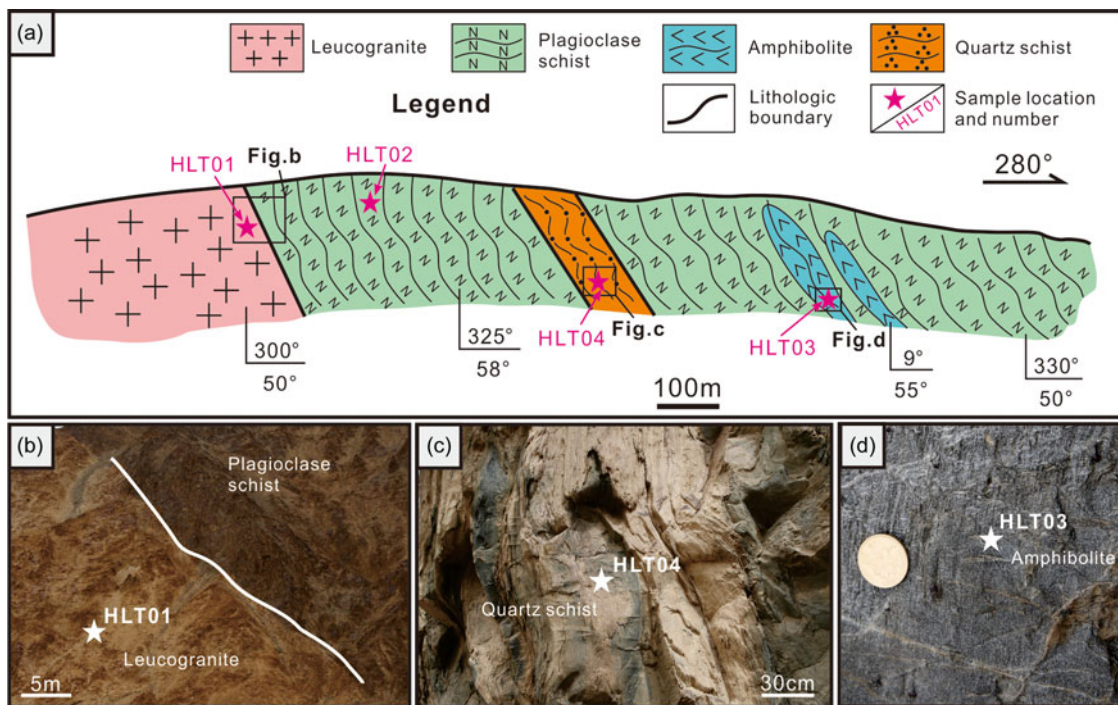 (a)
Leucogranite
N N
N N
N N
Plagioclase
schist
Amphibolite
Quartz schist
Legend
Lithologic
boundary
HLT01
Sample location
and number
HLT01
Fig.b
HLT02
280°
HLT04
Fig.c
HLT03
Fig.d
300°
50°
325°
58°
9°
55°
330°
50°
100m
(b)
Plagioclase
schist
HLT01
Leucogranite
5m
(c)
HLT04
Quartz schist
30cm
(d)
HLT03
Amphibolite